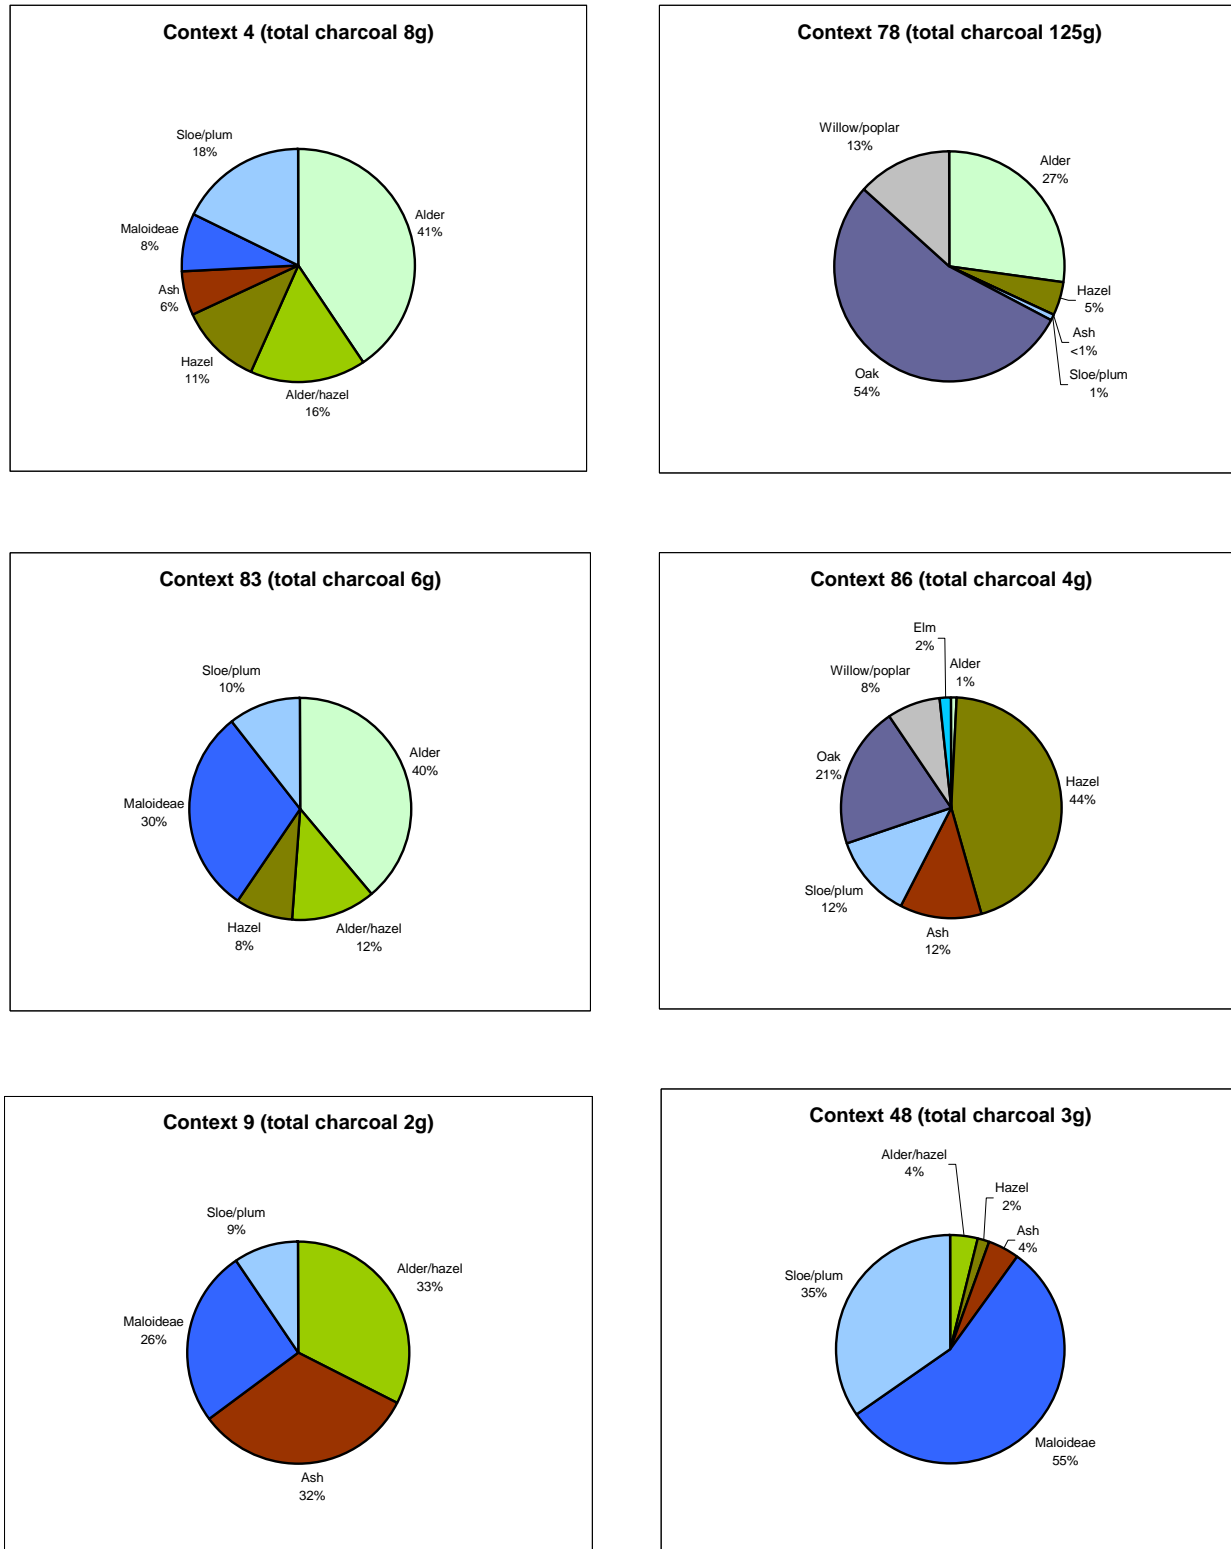 Context 4 (total charcoal 8g)
Sloe/plum
18%
Alder
41%
Maloideae
8%
Ash
6%
Hazel
11%
Alder/hazel
16%
Context 78 (total charcoal 125g)
Willow/poplar
13%
Alder
27%
Hazel
5%
Ash
<1%
Sloe/plum
1%
Oak
54%
Context 83 (total charcoal 6g)
Sloe/plum
10%
Alder
40%
Maloideae
30%
Hazel
8%
Alder/hazel
12%
Context 86 (total charcoal 4g)
Elm
2%
Alder
1%
Willow/poplar
8%
Oak
21%
Hazel
44%
Sloe/plum
12%
Ash
12%
Context 9 (total charcoal 2g)
Sloe/plum
9%
Alder/hazel
33%
Maloideae
26%
Ash
32%
Context 48 (total charcoal 3g)
Alder/hazel
4%
Hazel
2%
Ash
4%
Sloe/plum
35%
Maloideae
55%